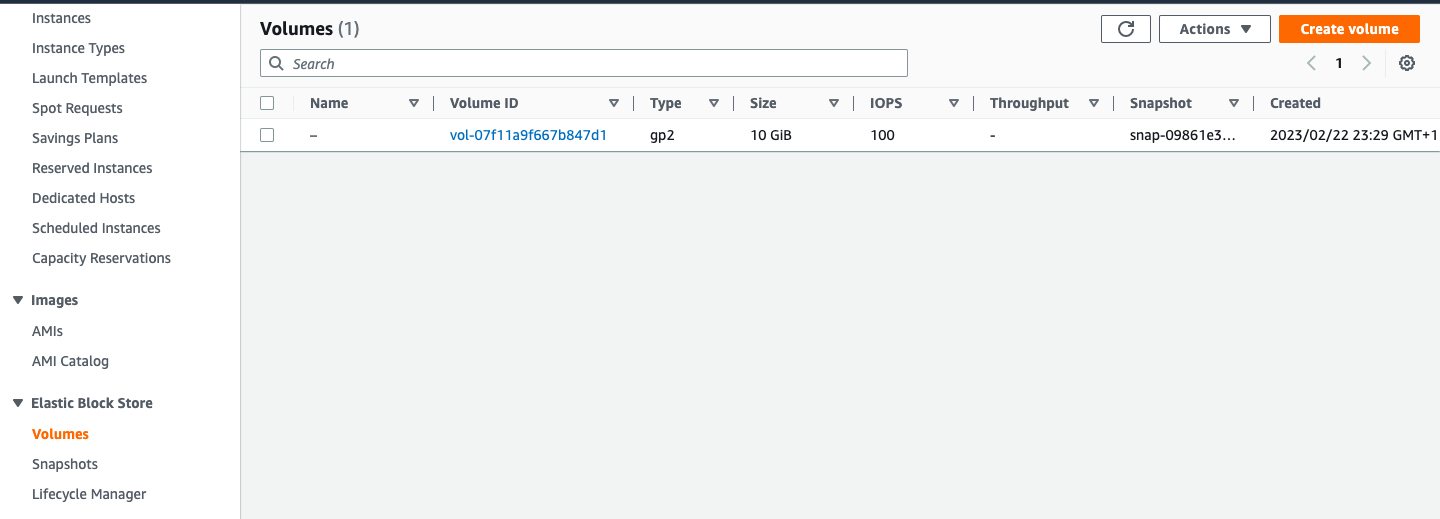 Instances
Instance Types
Launch Templates
Spot Requests
Savings Plans
Reserved Instances
Dedicated Hosts
Scheduled Instances
Capacity Reservations
Images
AMIs
AMI Catalog
Elastic Block Store
Volumes
Snapshots
Lifecycle Manager
Volumes (1)
Actions
Create volume
Search
1
Name Volume ID Type Size IOPS Throughput Snapshot Created
– vol-07f11a9f667b847d1 gp2 10 GiB 100 - snap-09861e3... 2023/02/22 23:29 GMT+1